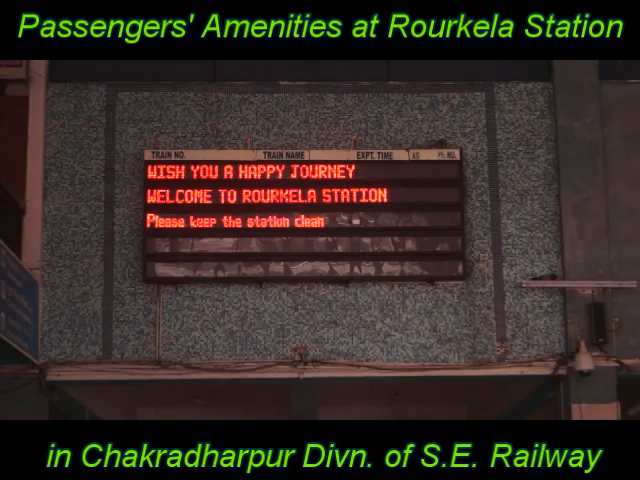 Passengers' Amenities at Rourkela Station
TRAIN NO. TRAIN NAME EXPT. TIME A/D PF. NO.
WISH YOU A HAPPY JOURNEY
WELCOME TO ROURKELA STATION
Please keep the station clean
in Chakradharpur Divn. of S.E. Railway